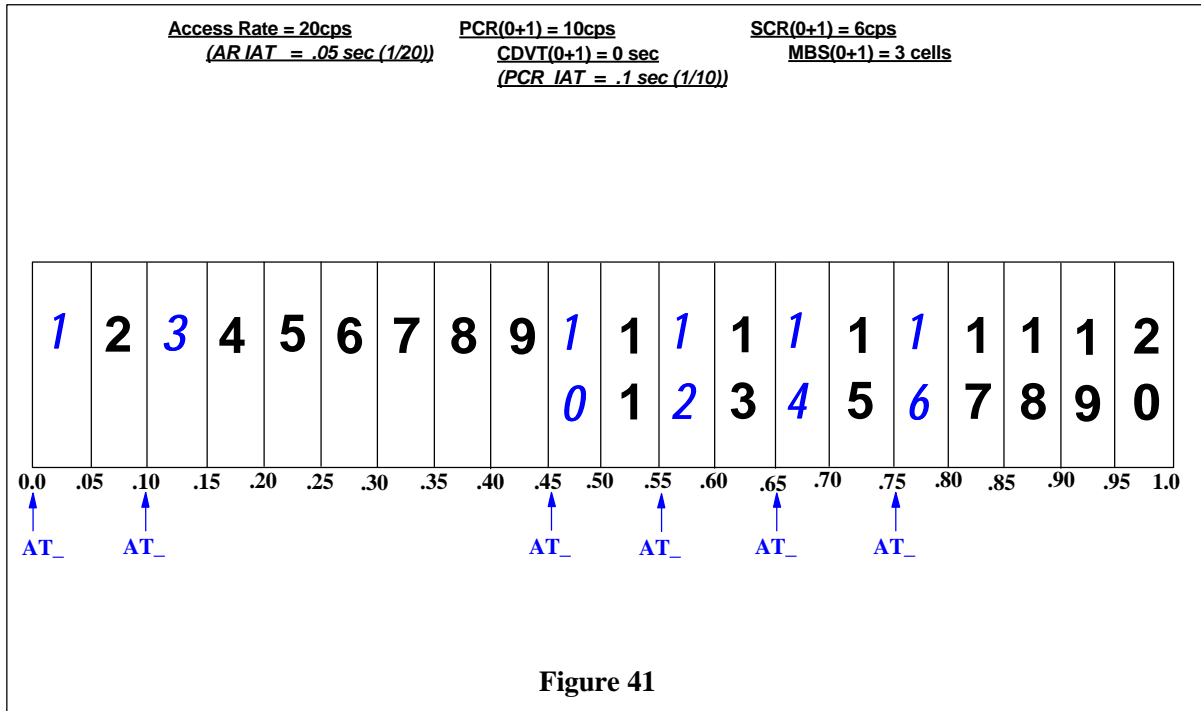 Access Rate = 20cps PCR(0+1) = 10cps SCR(0+1) = 6cps
(AR IAT = .05 sec (1/20)) CDVT(0+1) = 0 sec MBS(0+1) = 3 cells
(PCR IAT = .1 sec (1/10))
1 2 3 4 5 6 7 8 9 10 11 12 13 14 15 16 17 18 19 20
0.0 .05 .10 .15 .20 .25 .30 .35 .40 .45 .50 .55 .60 .65 .70 .75 .80 .85 .90 .95 1.0
AT_ AT_ AT_ AT_ AT_ AT_
Figure 41